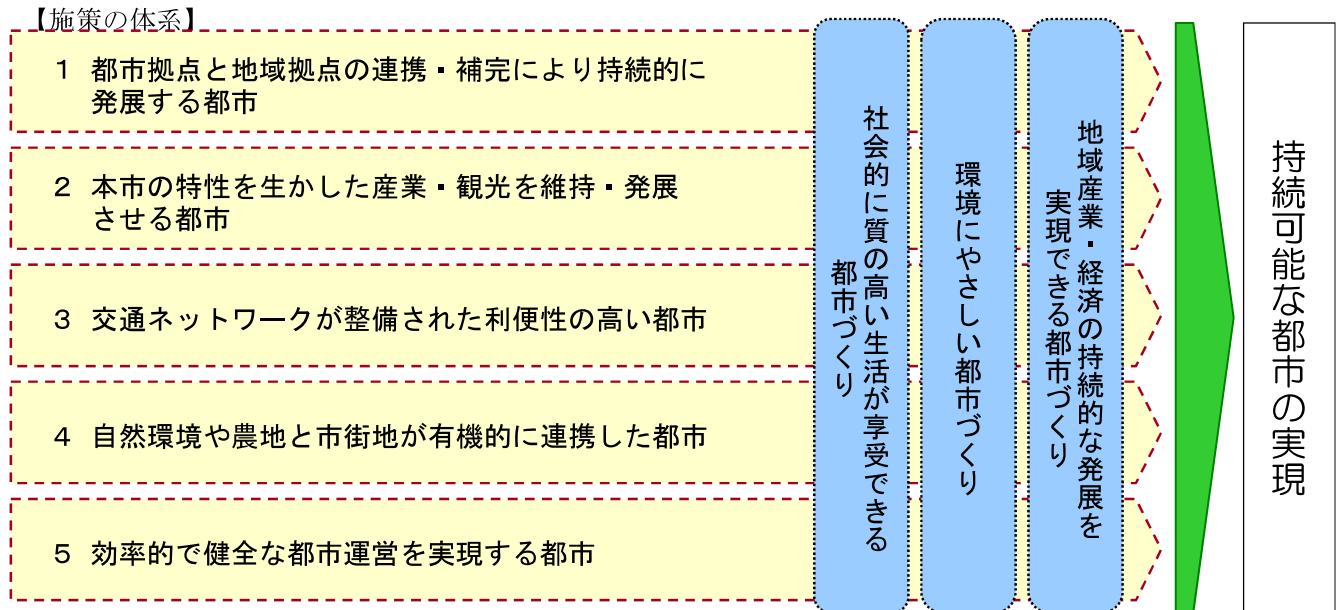 【施策の体系】
1 都市拠点と地域拠点の連携・補完により持続的に
発展する都市
2 本市の特性を生かした産業・観光を維持・発展
させる都市
3 交通ネットワークが整備された利便性の高い都市
4 自然環境や農地と市街地が有機的に連携した都市
5 効率的で健全な都市運営を実現する都市
社会的に質の高い生活が享受できる
都市づくり
環境にやさしい都市づくり
地域産業・経済の持続的な発展を
実現できる都市づくり
持続可能な都市の実現